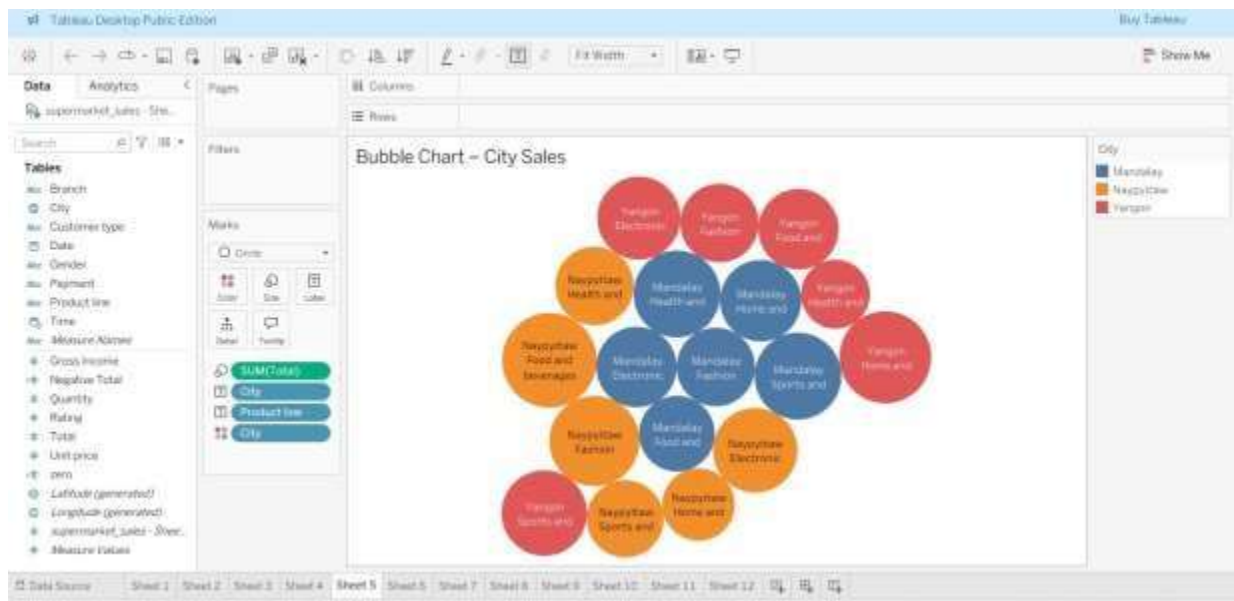 Tableau Desktop Public Edition
Buy Tableau
Fit Width
Show Me
Data
Analytics
Pages
Columns
supermarket_sales - She...
Rows
Search
Filters
Tables
Branch
City
Customer type
Date
Gender
Payment
Product line
Time
Measure Names
Gross Income
Negative Total
Quantity
Rating
Total
Unit price
zero
Latitude (generated)
Longitude (generated)
supermarket_sales - Shee...
Measure Values
Marks
Circle
Color
Size
Label
Detail
Tooltip
SUM(Total)
City
Product line
City
Bubble Chart – City Sales
Yangon
Electronic
Yangon
Fashion
Yangon
Food and
Naypyitaw
Health and
Mandalay
Health and
Mandalay
Home and
Yangon
Health and
Naypyitaw
Food and
beverages
Mandalay
Electronic
Mandalay
Fashion
Mandalay
Sports and
Yangon
Home and
Naypyitaw
Fashion
Mandalay
Food and
Naypyitaw
Electronic
Yangon
Sports and
Naypyitaw
Sports and
Naypyitaw
Home and
City
Mandalay
Naypyitaw
Yangon
Data Source
Sheet 1
Sheet 2
Sheet 3
Sheet 4
Sheet 5
Sheet 6
Sheet 7
Sheet 8
Sheet 9
Sheet 10
Sheet 11
Sheet 12